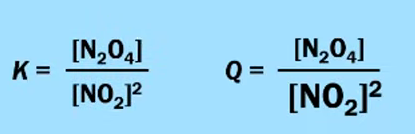 K = [N₂O₄] / [NO₂]²
Q = [N₂O₄] / [NO₂]²